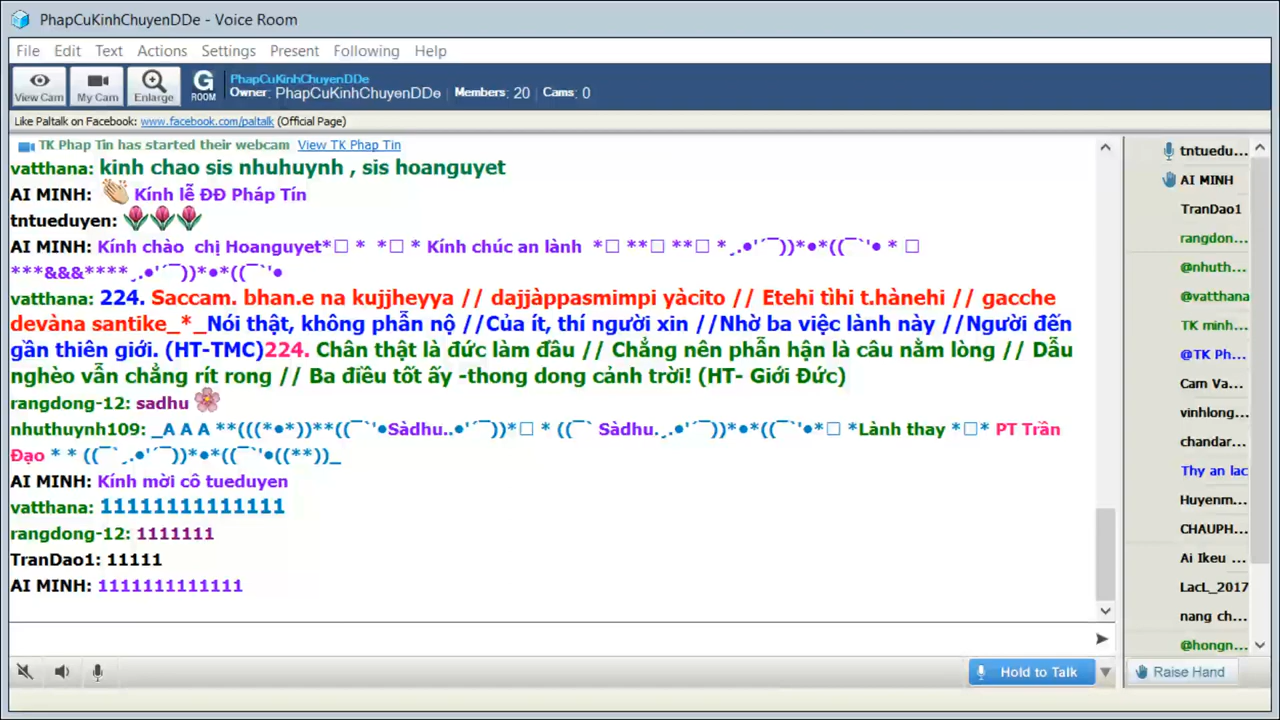 PhapCuKinhChuyenDDe - Voice Room
File Edit Text Actions Settings Present Following Help
View Cam My Cam Enlarge G ROOM
PhapCuKinhChuyenDDe
Owner: PhapCuKinhChuyenDDe Members: 20 Cams: 0
Like Paltalk on Facebook: www.facebook.com/paltalk (Official Page)
TK Phap Tin has started their webcam View TK Phap Tin
vatthana: kinh chao sis nhuhuynh , sis hoanguyet
AI MINH: Kính lễ ĐĐ Pháp Tín
tntueduyen:
AI MINH: Kính chào chị Hoanguyet*□ * *□ * Kính chúc an lành *□ **□ **□ *¸.●'´¯))*●*((¯`'● * □
***&&&****¸.●'´¯))*●*((¯`'●
vatthana: 224. Saccam. bhan.e na kujjheyya // dajjàppasmimpi yàcito // Etehi tìhi t.hànehi // gacche
devàna santike_*_Nói thật, không phẫn nộ //Của ít, thí người xin //Nhờ ba việc lành này //Người đến
gần thiên giới. (HT-TMC)224. Chân thật là đức làm đầu // Chẳng nên phẫn hận là câu nằm lòng // Dẫu
nghèo vẫn chẳng rít rong // Ba điều tốt ấy -thong dong cảnh trời! (HT- Giới Đức)
rangdong-12: sadhu
nhuthuynh109: _A A A **(((*●*))**((¯`'●Sàdhu..●'´¯))*□ * ((¯` Sàdhu.¸.●'´¯))*●*((¯`'●*□ *Lành thay *□* PT Trần
Đạo * * ((¯`¸.●'´¯))*●*((¯`'●((**))_
AI MINH: Kính mời cô tueduyen
vatthana: 11111111111111
rangdong-12: 1111111
TranDao1: 11111
AI MINH: 1111111111111
Hold to Talk
tntuedu...
AI MINH
TranDao1
rangdon...
@nhuth...
@vatthana
TK minh...
@TK Ph...
Cam Va...
vinhlong...
chandar...
Thy an lac
Huyenm...
CHAUPH...
Ai Ikeu ...
LacL_2017
nang ch...
@hongn...
Raise Hand